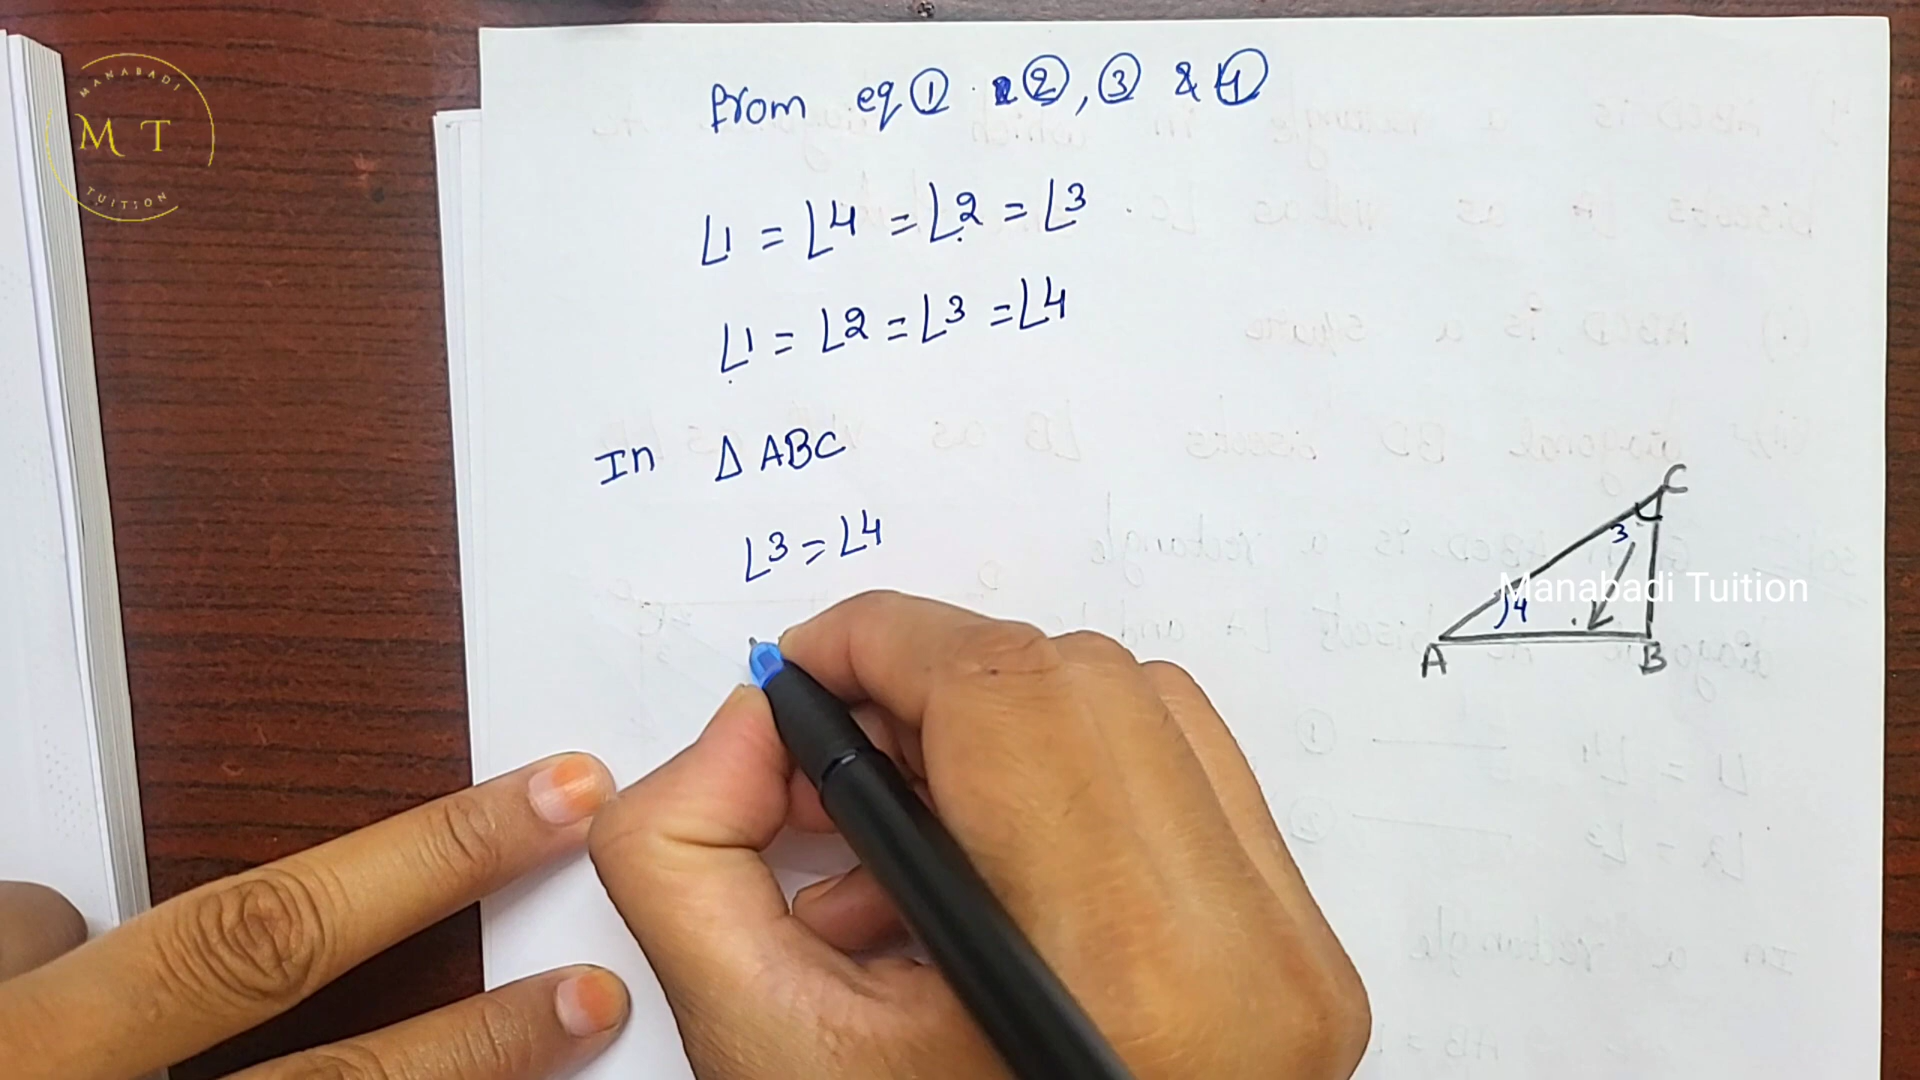 MANABADI
M T
TUITION
from eq ① & ②, ③ & ④
∠1 = ∠4 = ∠2 = ∠3
∠1 = ∠2 = ∠3 = ∠4
In Δ ABC
∠3 = ∠4
C
3
Manabadi Tuition
4
A B